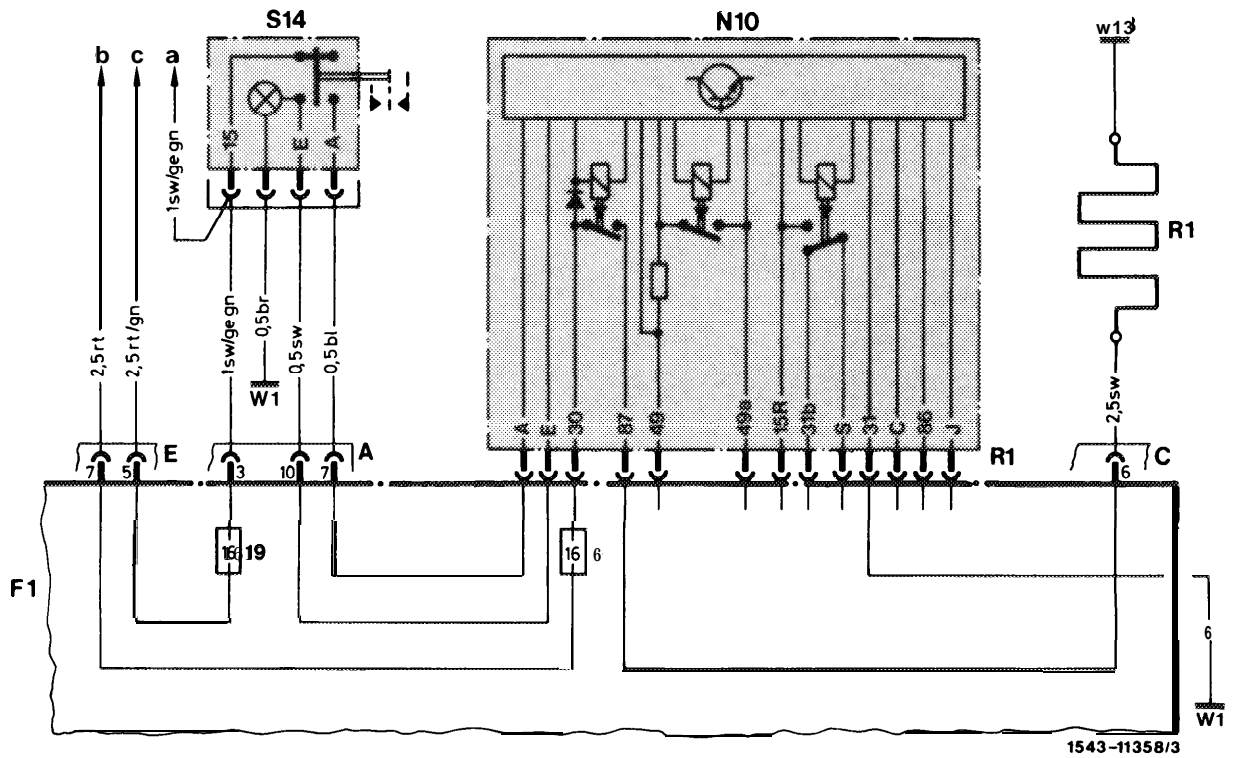 S14
N10
w13
b c a
15
E
A
1sw/ge gn
R1
2,5rt
2,5rt/gn
1sw/ge gn
0,5br
0,5sw
0,5bl
W1
2,5sw
A E 30 87 49 49a 15R 31b S 31 C 86 J
E
A
R1
C
7 5 3 10 7 6
16 19
16 6
F1
6
W1
1543-11358/3